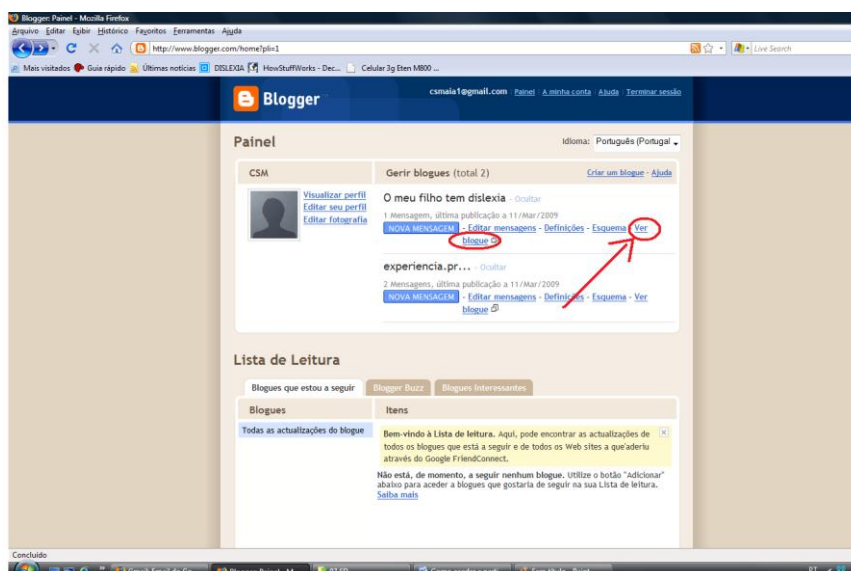 Blogger: Painel - Mozilla Firefox
Arquivo Editar Exibir Histórico Favoritos Ferramentas Ajuda
http://www.blogger.com/home?pli=1
Live Search
Mais visitados Guia rápido Últimas notícias DISLEXIA HowStuffWorks - Dec... Celular 3g Eten M800 ...
Blogger
csmaia1@gmail.com Painel A minha conta Ajuda Terminar sessão
Painel
Idioma: Português (Portugal
CSM
Visualizar perfil
Editar seu perfil
Editar fotografia
Gerir blogues (total 2)
Criar um blogue - Ajuda
O meu filho tem dislexia - Ocultar
1 Mensagem, última publicação a 11/Mar/2009
NOVA MENSAGEM - Editar mensagens - Definições - Esquema - Ver
blogue
experiencia.pr... - Ocultar
2 Mensagens, última publicação a 11/Mar/2009
NOVA MENSAGEM - Editar mensagens - Definições - Esquema - Ver
blogue
Lista de Leitura
Blogues que estou a seguir Blogger Buzz Blogues Interessantes
Blogues
Itens
Todas as actualizações do blogue
Bem-vindo à Lista de leitura. Aqui, pode encontrar as actualizações de
todos os blogues que está a seguir e de todos os Web sites a que'aderiu
através do Google FriendConnect.
Não está, de momento, a seguir nenhum blogue. Utilize o botão "Adicionar"
abaixo para aceder a blogues que gostaria de seguir na sua Lista de leitura.
Saiba mais
Concluído